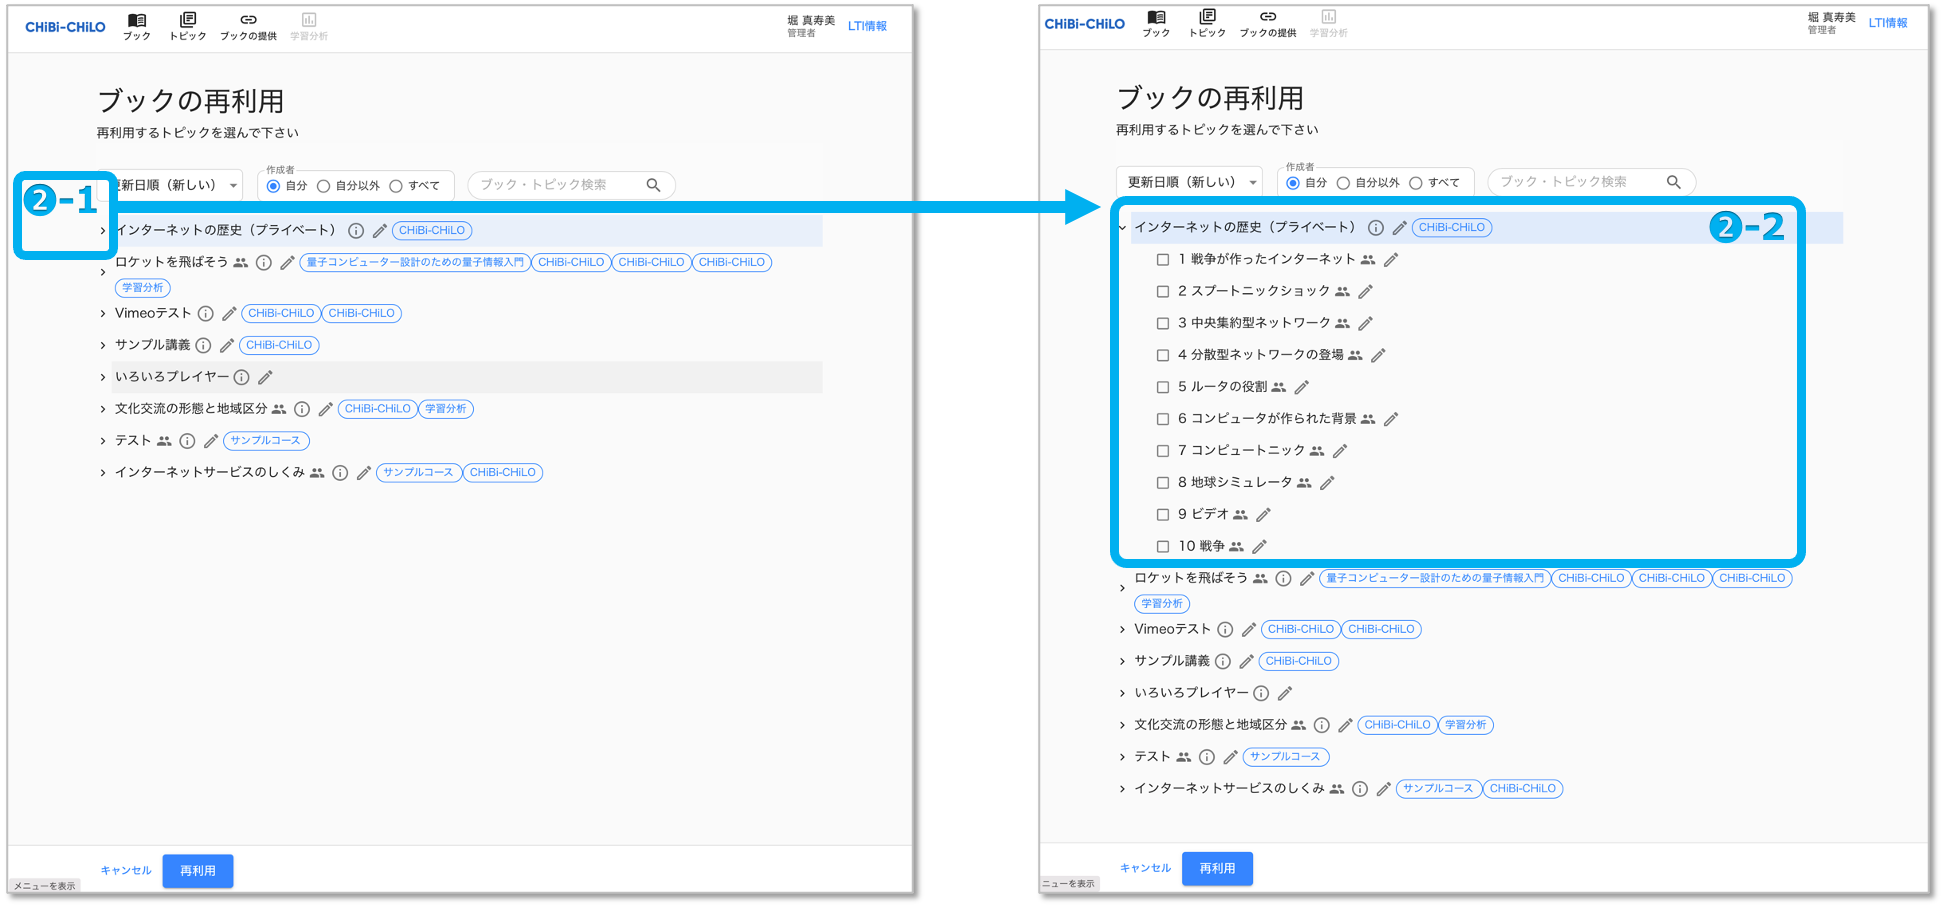 CHiBi-CHiLO
ブック
トピック
ブックの提供
学習分析
堀 真寿美
管理者
LTI情報
ブックの再利用
再利用するトピックを選んで下さい
更新日順（新しい）
作成者
自分
自分以外
すべて
ブック・トピック検索
❷-1
インターネットの歴史（プライベート） CHiBi-CHiLO
ロケットを飛ばそう 量子コンピューター設計のための量子情報入門 CHiBi-CHiLO CHiBi-CHiLO CHiBi-CHiLO
学習分析
Vimeoテスト CHiBi-CHiLO CHiBi-CHiLO
サンプル講義 CHiBi-CHiLO
いろいろプレイヤー
文化交流の形態と地域区分 CHiBi-CHiLO 学習分析
テスト サンプルコース
インターネットサービスのしくみ サンプルコース CHiBi-CHiLO
キャンセル
再利用
メニューを表示
CHiBi-CHiLO
ブック
トピック
ブックの提供
学習分析
堀 真寿美
管理者
LTI情報
ブックの再利用
再利用するトピックを選んで下さい
更新日順（新しい）
作成者
自分
自分以外
すべて
ブック・トピック検索
インターネットの歴史（プライベート） CHiBi-CHiLO
❷-2
1 戦争が作ったインターネット
2 スプートニックショック
3 中央集約型ネットワーク
4 分散型ネットワークの登場
5 ルータの役割
6 コンピュータが作られた背景
7 コンピュートニック
8 地球シミュレータ
9 ビデオ
10 戦争
ロケットを飛ばそう 量子コンピューター設計のための量子情報入門 CHiBi-CHiLO CHiBi-CHiLO CHiBi-CHiLO
学習分析
Vimeoテスト CHiBi-CHiLO CHiBi-CHiLO
サンプル講義 CHiBi-CHiLO
いろいろプレイヤー
文化交流の形態と地域区分 CHiBi-CHiLO 学習分析
テスト サンプルコース
インターネットサービスのしくみ サンプルコース CHiBi-CHiLO
キャンセル
再利用
ニューを表示